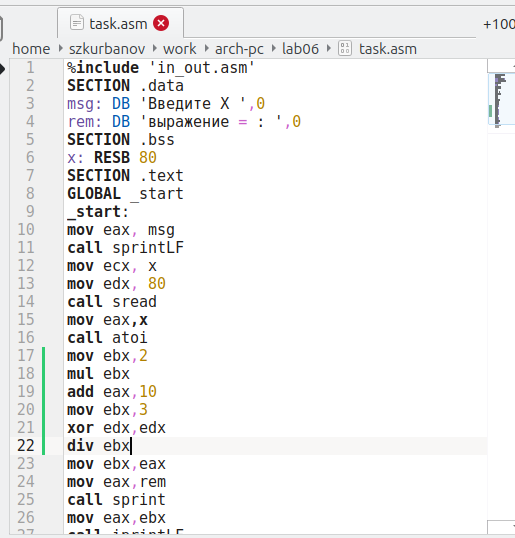 task.asm
+100
home › szkurbanov › work › arch-pc › lab06 › task.asm
1 %include 'in_out.asm'
2 SECTION .data
3 msg: DB 'Введите X ',0
4 rem: DB 'выражение = : ',0
5 SECTION .bss
6 x: RESB 80
7 SECTION .text
8 GLOBAL _start
9 _start:
10 mov eax, msg
11 call sprintLF
12 mov ecx, x
13 mov edx, 80
14 call sread
15 mov eax,x
16 call atoi
17 mov ebx,2
18 mul ebx
19 add eax,10
20 mov ebx,3
21 xor edx,edx
22 div ebx
23 mov ebx,eax
24 mov eax,rem
25 call sprint
26 mov eax,ebx
27 call iprintLF